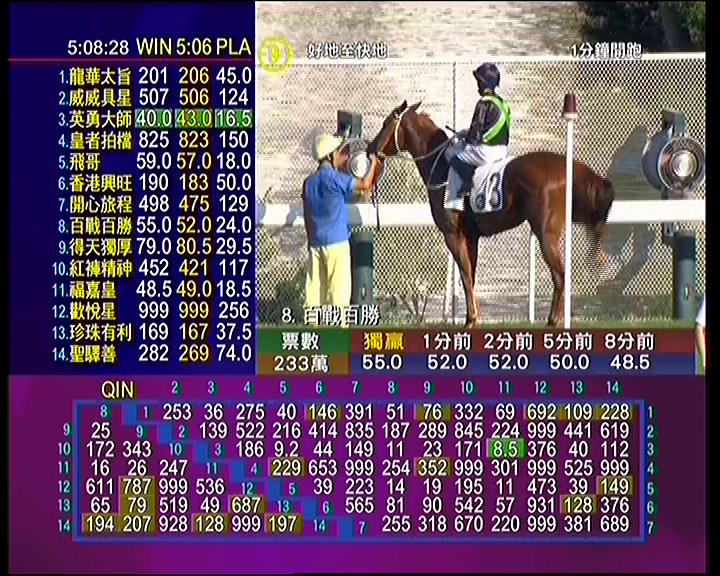 5:08:28 WIN 5:06 PLA
好地至快地
1分鐘開跑
1.龍華太旨 201 206 45.0
2.威威具星 507 506 124
3.英勇大師 40.0 43.0 16.5
4.皇者拍檔 825 823 150
5.飛哥 59.0 57.0 18.0
6.香港興旺 190 183 50.0
7.開心旅程 498 475 129
8.百戰百勝 55.0 52.0 24.0
9.得天獨厚 79.0 80.5 29.5
10.紅褲精神 452 421 117
11.福嘉皇 48.5 49.0 18.5
12.歡悅星 999 999 256
13.珍珠有利 169 167 37.5
14.聖驛善 282 269 74.0
8. 百戰百勝
票數 獨贏 1分前 2分前 5分前 8分前
233萬 55.0 52.0 52.0 50.0 48.5
QIN 2 3 4 5 6 7 8 9 10 11 12 13 14
8 1 253 36 275 40 146 391 51 76 332 69 692 109 228 1
9 25 9 2 139 522 216 414 835 187 289 845 224 999 441 619 2
10 172 343 10 3 186 9.2 44 149 11 23 171 8.5 376 40 112 3
11 16 26 247 11 4 229 653 999 254 352 999 301 999 525 999 4
12 611 787 999 536 12 5 39 223 14 19 195 11 473 39 149 5
13 65 79 519 49 687 13 6 565 81 90 542 57 931 128 376 6
14 194 207 928 128 999 197 14 7 255 318 670 220 999 381 689 7